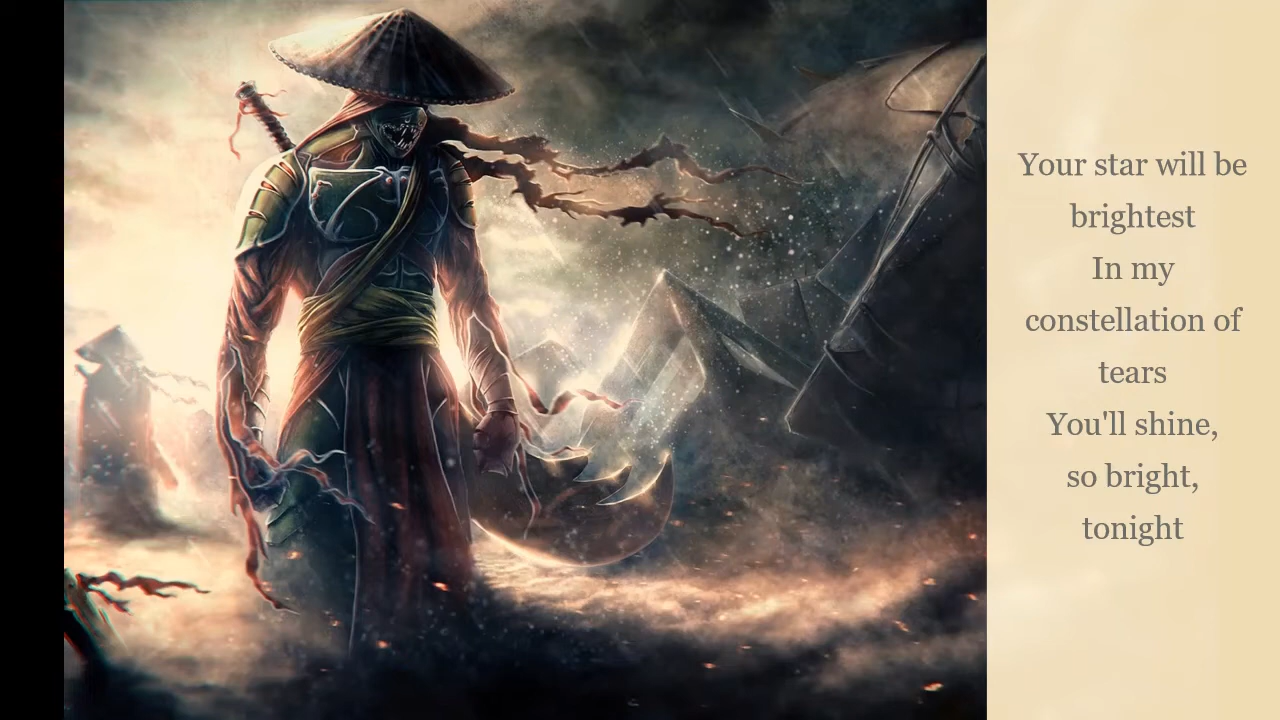 Your star will be
brightest
In my
constellation of
tears
You'll shine,
so bright,
tonight